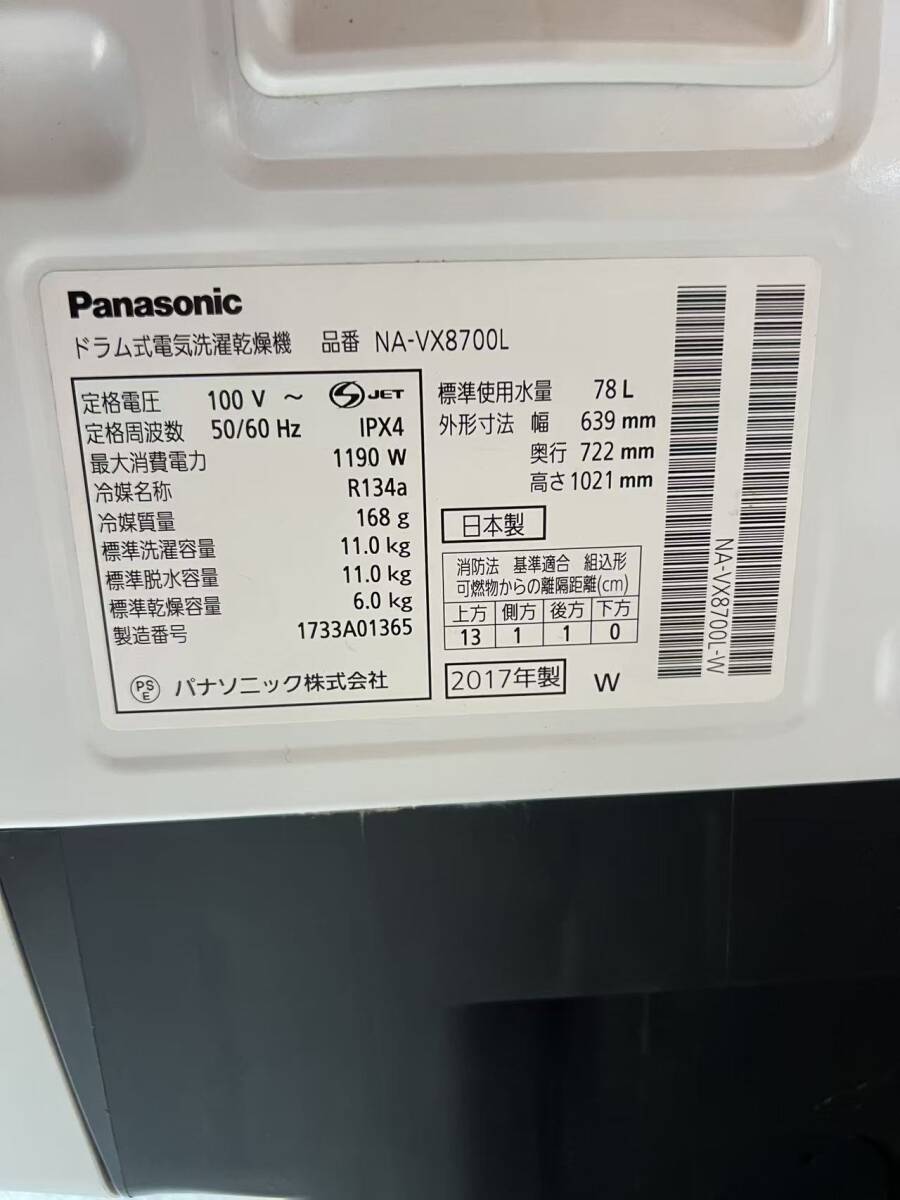 Panasonic
ドラム式電気洗濯乾燥機 品番 NA-VX8700L
定格電圧 100 V ～ S JET
定格周波数 50/60 Hz IPX4
最大消費電力 1190 W
冷媒名称 R134a
冷媒質量 168 g
標準洗濯容量 11.0 kg
標準脱水容量 11.0 kg
標準乾燥容量 6.0 kg
製造番号 1733A01365
PS E パナソニック株式会社
標準使用水量 78 L
外形寸法 幅 639 mm
奥行 722 mm
高さ 1021 mm
日本製
消防法 基準適合 組込形
可燃物からの離隔距離(cm)
上方 側方 後方 下方
13 1 1 0
2017年製 W
NA-VX8700L-W